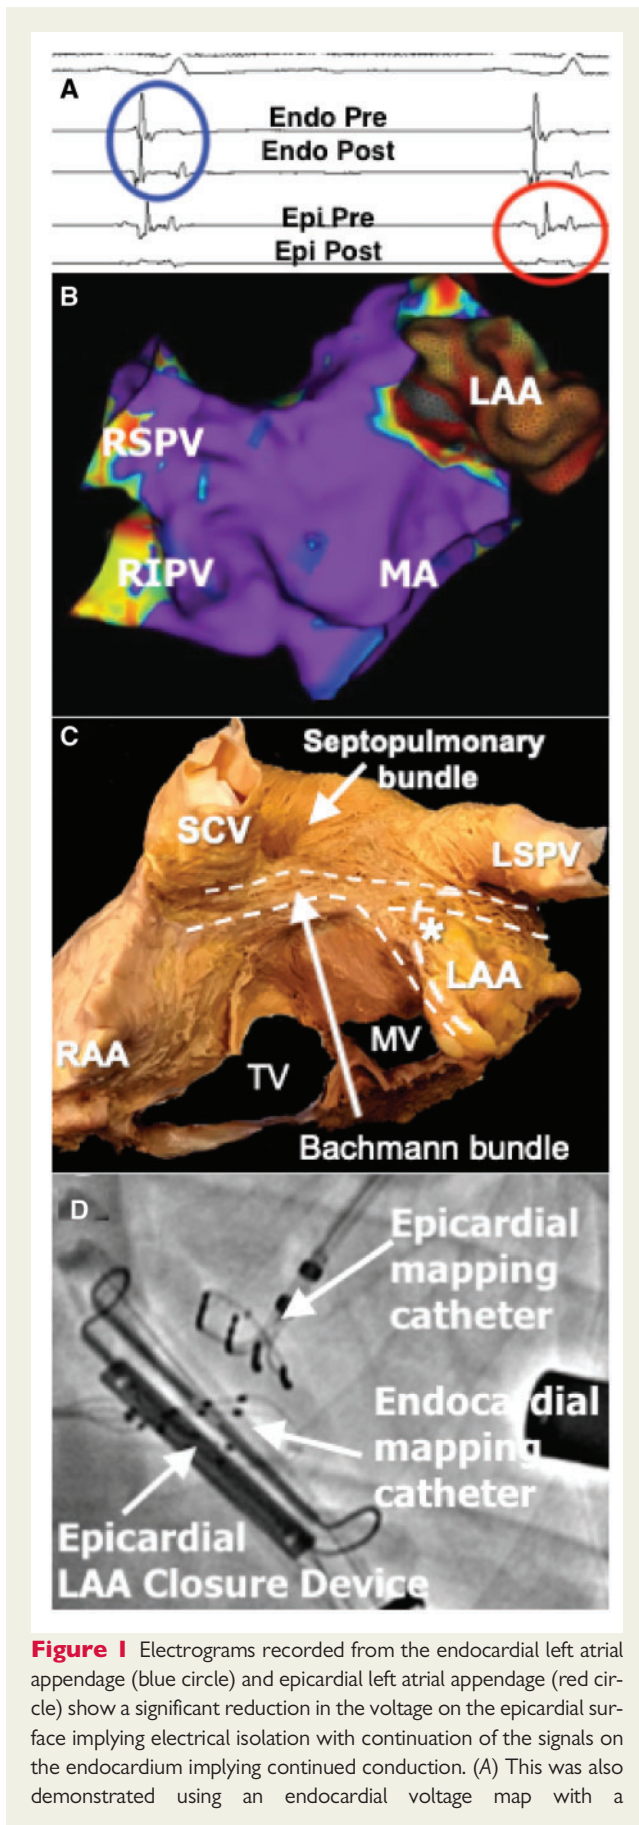 A
Endo Pre
Endo Post
Epi Pre
Epi Post
B
LAA
RSPV
RIPV
MA
C
Septopulmonary
bundle
SCV
LSPV
*
LAA
RAA
MV
TV
Bachmann bundle
D
Epicardial
mapping
catheter
Endocardial
mapping
catheter
Epicardial
LAA Closure Device
Figure 1 Electrograms recorded from the endocardial left atrial
appendage (blue circle) and epicardial left atrial appendage (red cir-
cle) show a significant reduction in the voltage on the epicardial sur-
face implying electrical isolation with continuation of the signals on
the endocardium implying continued conduction. (A) This was also
demonstrated using an endocardial voltage map with a